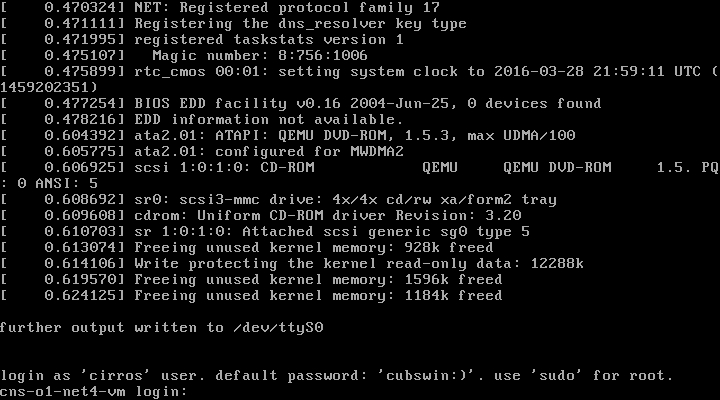 [    0.470324] NET: Registered protocol family 17
[    0.471111] Registering the dns_resolver key type
[    0.471995] registered taskstats version 1
[    0.475107]   Magic number: 8:756:1006
[    0.475899] rtc_cmos 00:01: setting system clock to 2016-03-28 21:59:11 UTC (
1459202351)
[    0.477254] BIOS EDD facility v0.16 2004-Jun-25, 0 devices found
[    0.478216] EDD information not available.
[    0.604392] ata2.01: ATAPI: QEMU DVD-ROM, 1.5.3, max UDMA/100
[    0.605775] ata2.01: configured for MWDMA2
[    0.606925] scsi 1:0:1:0: CD-ROM            QEMU     QEMU DVD-ROM     1.5. PQ
: 0 ANSI: 5
[    0.608692] sr0: scsi3-mmc drive: 4x/4x cd/rw xa/form2 tray
[    0.609608] cdrom: Uniform CD-ROM driver Revision: 3.20
[    0.610703] sr 1:0:1:0: Attached scsi generic sg0 type 5
[    0.613074] Freeing unused kernel memory: 928k freed
[    0.614106] Write protecting the kernel read-only data: 12288k
[    0.619570] Freeing unused kernel memory: 1596k freed
[    0.624125] Freeing unused kernel memory: 1184k freed
further output written to /dev/ttyS0
login as 'cirros' user. default password: 'cubswin:)'. use 'sudo' for root.
cns-o1-net4-vm login: